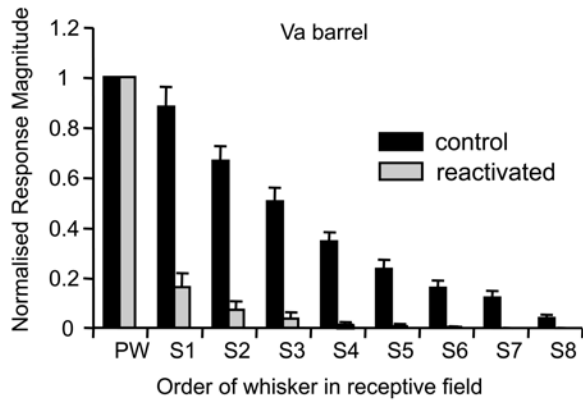 Va barrel
Normalised Response Magnitude
1.2
1
0.8
0.6
0.4
0.2
0
control
reactivated
PW S1 S2 S3 S4 S5 S6 S7 S8
Order of whisker in receptive field